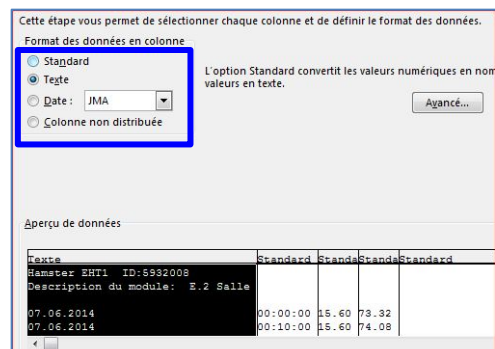 Cette étape vous permet de sélectionner chaque colonne et de définir le format des données.
Format des données en colonne
Standard
Texte
Date : JMA
Colonne non distribuée
L'option Standard convertit les valeurs numériques en nom
valeurs en texte.
Avancé...
Aperçu de données
Texte Standard Standa Standa Standard
Hamster EHT1 ID:5932008
Description du module: E.2 Salle
07.06.2014 00:00:00 15.60 73.32
07.06.2014 00:10:00 15.60 74.08